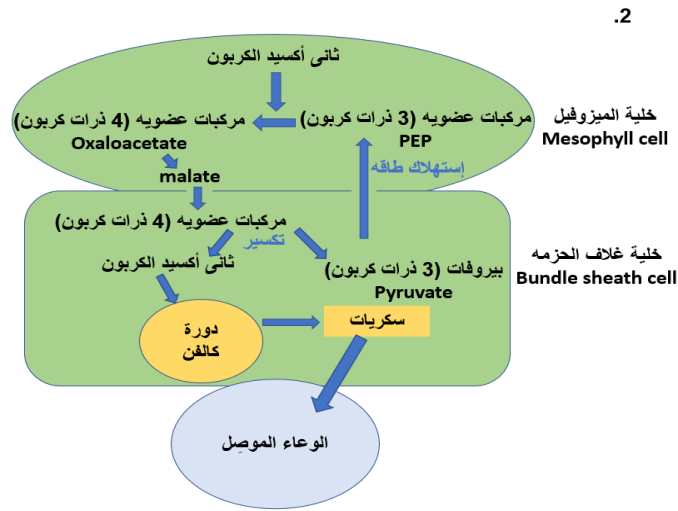 .2
ثانى أكسيد الكربون
مركبات عضويه (3 ذرات كربون)
PEP
مركبات عضويه (4 ذرات كربون)
Oxaloacetate
malate
إستهلاك طاقه
خلية الميزوفيل
Mesophyll cell
مركبات عضويه (4 ذرات كربون)
تكسير
ثانى أكسيد الكربون
بيروفات (3 ذرات كربون)
Pyruvate
خلية غلاف الحزمه
Bundle sheath cell
دورة
كالفن
سكريات
الوعاء الموصِل